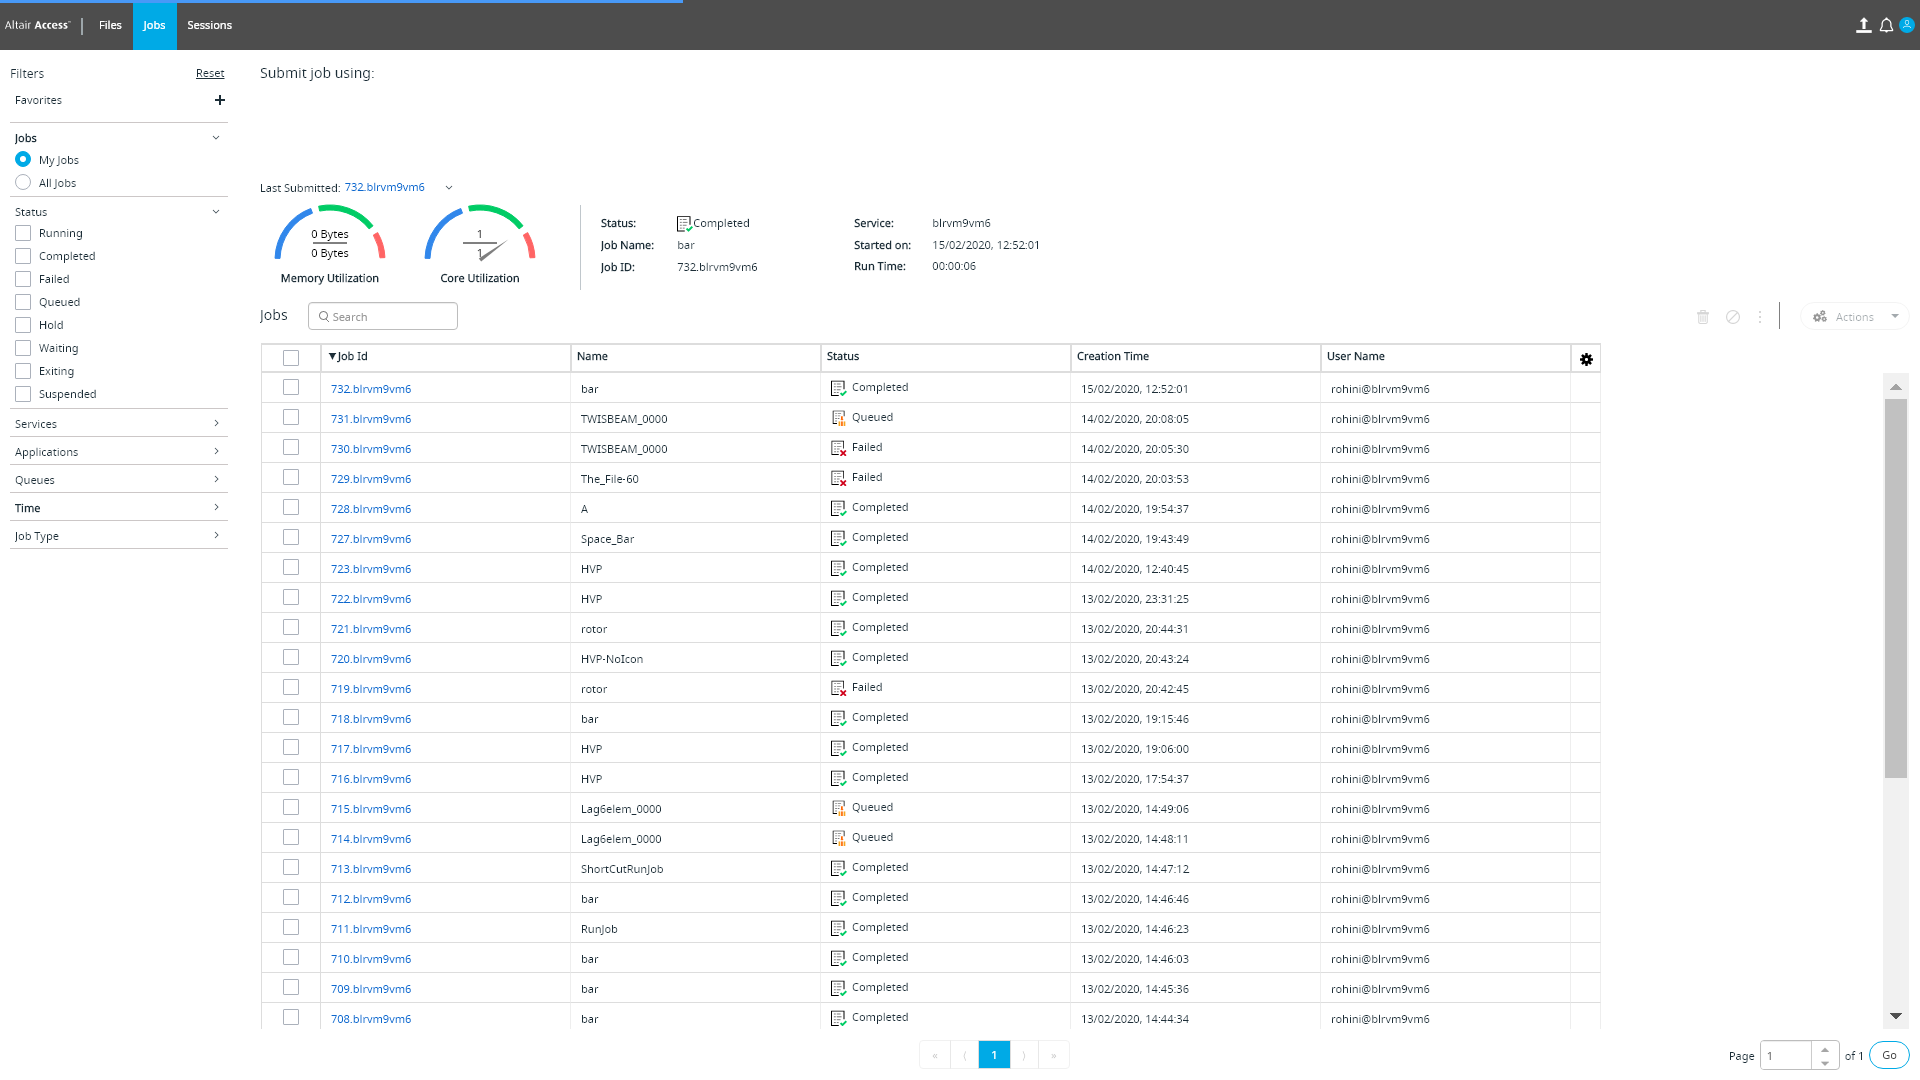 Altair Access™ Files Jobs Sessions
Filters Reset
Favorites
Jobs
My Jobs
All Jobs
Status
Running
Completed
Failed
Queued
Hold
Waiting
Exiting
Suspended
Services
Applications
Queues
Time
Job Type
Submit job using:
Last Submitted: 732.blrvm9vm6
0 Bytes
0 Bytes
Memory Utilization
1
1
Core Utilization
Status: Completed
Job Name: bar
Job ID: 732.blrvm9vm6
Service: blrvm9vm6
Started on: 15/02/2020, 12:52:01
Run Time: 00:00:06
Jobs Search Actions
▼Job Id Name Status Creation Time User Name
732.blrvm9vm6 bar Completed 15/02/2020, 12:52:01 rohini@blrvm9vm6
731.blrvm9vm6 TWISBEAM_0000 Queued 14/02/2020, 20:08:05 rohini@blrvm9vm6
730.blrvm9vm6 TWISBEAM_0000 Failed 14/02/2020, 20:05:30 rohini@blrvm9vm6
729.blrvm9vm6 The_File-60 Failed 14/02/2020, 20:03:53 rohini@blrvm9vm6
728.blrvm9vm6 A Completed 14/02/2020, 19:54:37 rohini@blrvm9vm6
727.blrvm9vm6 Space_Bar Completed 14/02/2020, 19:43:49 rohini@blrvm9vm6
723.blrvm9vm6 HVP Completed 14/02/2020, 12:40:45 rohini@blrvm9vm6
722.blrvm9vm6 HVP Completed 13/02/2020, 23:31:25 rohini@blrvm9vm6
721.blrvm9vm6 rotor Completed 13/02/2020, 20:44:31 rohini@blrvm9vm6
720.blrvm9vm6 HVP-NoIcon Completed 13/02/2020, 20:43:24 rohini@blrvm9vm6
719.blrvm9vm6 rotor Failed 13/02/2020, 20:42:45 rohini@blrvm9vm6
718.blrvm9vm6 bar Completed 13/02/2020, 19:15:46 rohini@blrvm9vm6
717.blrvm9vm6 HVP Completed 13/02/2020, 19:06:00 rohini@blrvm9vm6
716.blrvm9vm6 HVP Completed 13/02/2020, 17:54:37 rohini@blrvm9vm6
715.blrvm9vm6 Lag6elem_0000 Queued 13/02/2020, 14:49:06 rohini@blrvm9vm6
714.blrvm9vm6 Lag6elem_0000 Queued 13/02/2020, 14:48:11 rohini@blrvm9vm6
713.blrvm9vm6 ShortCutRunJob Completed 13/02/2020, 14:47:12 rohini@blrvm9vm6
712.blrvm9vm6 bar Completed 13/02/2020, 14:46:46 rohini@blrvm9vm6
711.blrvm9vm6 RunJob Completed 13/02/2020, 14:46:23 rohini@blrvm9vm6
710.blrvm9vm6 bar Completed 13/02/2020, 14:46:03 rohini@blrvm9vm6
709.blrvm9vm6 bar Completed 13/02/2020, 14:45:36 rohini@blrvm9vm6
708.blrvm9vm6 bar Completed 13/02/2020, 14:44:34 rohini@blrvm9vm6
« ⟨ 1 ⟩ » Page 1 of 1 Go